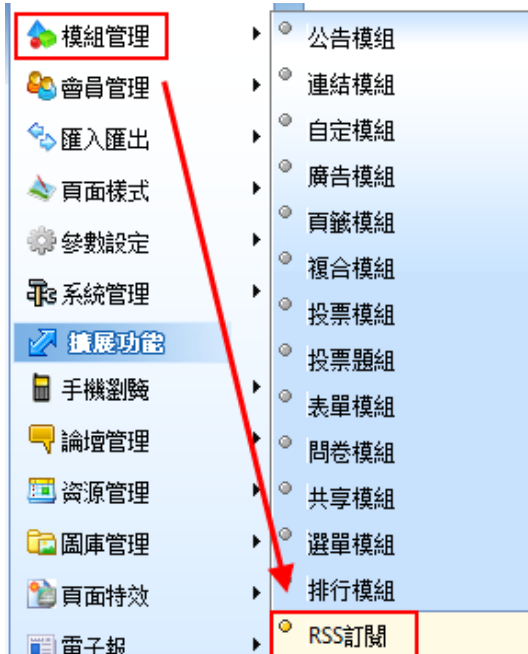 模組管理
會員管理
匯入匯出
頁面樣式
參數設定
系統管理
擴展功能
手機瀏覽
論壇管理
資源管理
圖庫管理
頁面特效
電子報
公告模組
連結模組
自定模組
廣告模組
頁籤模組
複合模組
投票模組
投票題組
表單模組
問卷模組
共享模組
選單模組
排行模組
RSS訂閱